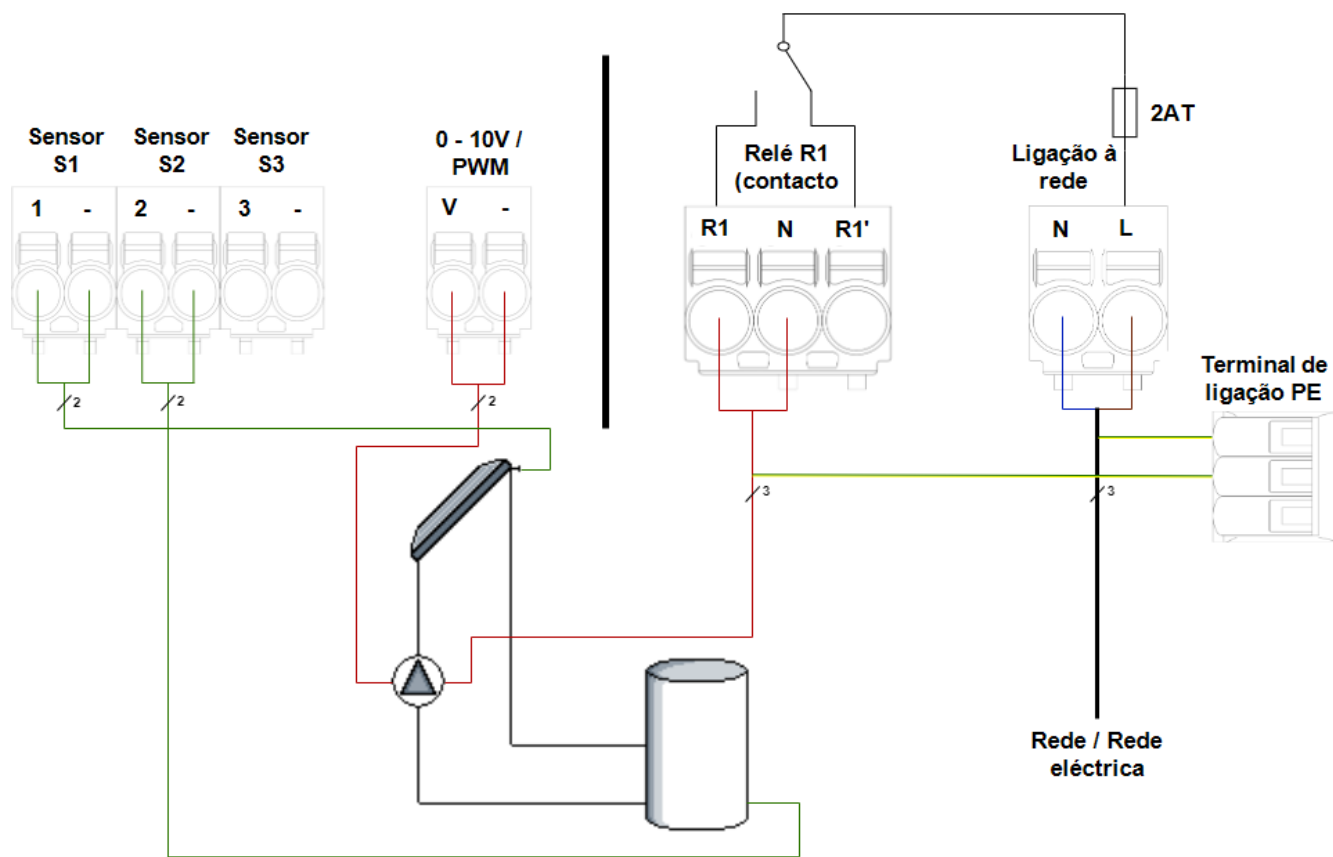 Sensor
S1
Sensor
S2
Sensor
S3
0 - 10V /
PWM
2AT
Relé R1
(contacto
Ligação à
rede
1 - 2 - 3 -
V -
R1 N R1'
N L
Terminal de
ligação PE
2
2
2
3
3
Rede / Rede
eléctrica